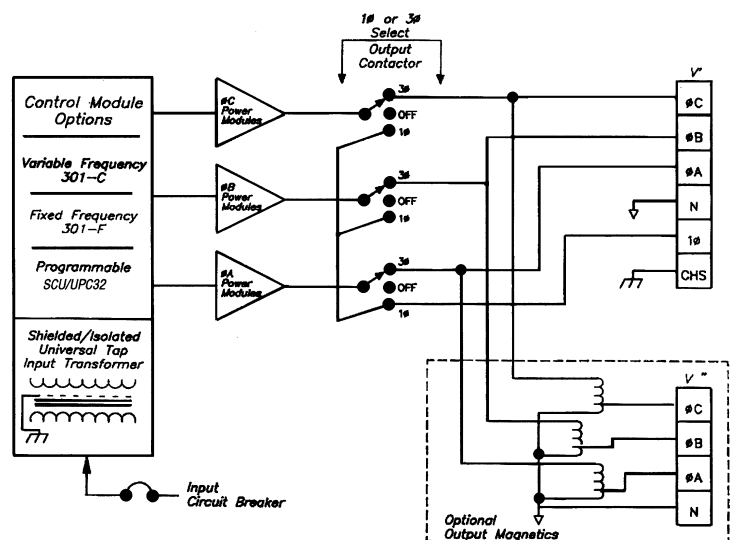 1ø or 3ø
Select
Output
Contactor
Control Module
Options
Variable Frequency
301-C
Fixed Frequency
301-F
Programmable
SCU/UPC32
Shielded/Isolated
Universal Tap
Input Transformer
Input
Circuit Breaker
øC
Power
Modules
øB
Power
Modules
øA
Power
Modules
3ø
OFF
1ø
3ø
OFF
1ø
3ø
OFF
1ø
V'
øC
øB
øA
N
1ø
CHS
V"
øC
øB
øA
N
Optional
Output Magnetics